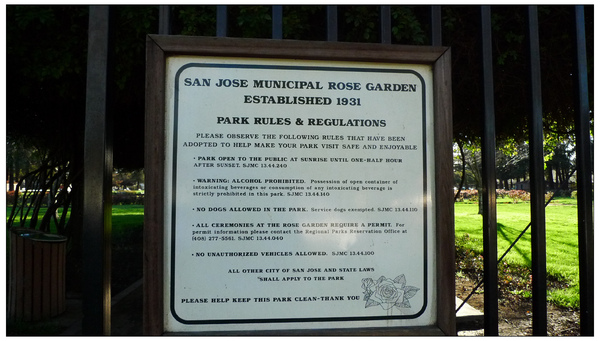 SAN JOSE MUNICIPAL ROSE GARDEN
ESTABLISHED 1931
PARK RULES & REGULATIONS
PLEASE OBSERVE THE FOLLOWING RULES THAT HAVE BEEN
ADOPTED TO HELP MAKE YOUR PARK VISIT SAFE AND ENJOYABLE
• PARK OPEN TO THE PUBLIC AT SUNRISE UNTIL ONE-HALF HOUR
AFTER SUNSET. SJMC 13.44.240
• WARNING: ALCOHOL PROHIBITED. Possession of open container of
intoxicating beverages or consumption of any intoxicating beverage is
strictly prohibited in this park. SJMC 13.44.140
• NO DOGS ALLOWED IN THE PARK. Service dogs exempted. SJMC 13.44.110
• ALL CEREMONIES AT THE ROSE GARDEN REQUIRE A PERMIT. For
permit information please contact the Regional Parks Reservation Office at
(408) 277-5561. SJMC 13.44.040
• NO UNAUTHORIZED VEHICLES ALLOWED. SJMC 13.44.100
ALL OTHER CITY OF SAN JOSE AND STATE LAWS
SHALL APPLY TO THE PARK
PLEASE HELP KEEP THIS PARK CLEAN-THANK YOU